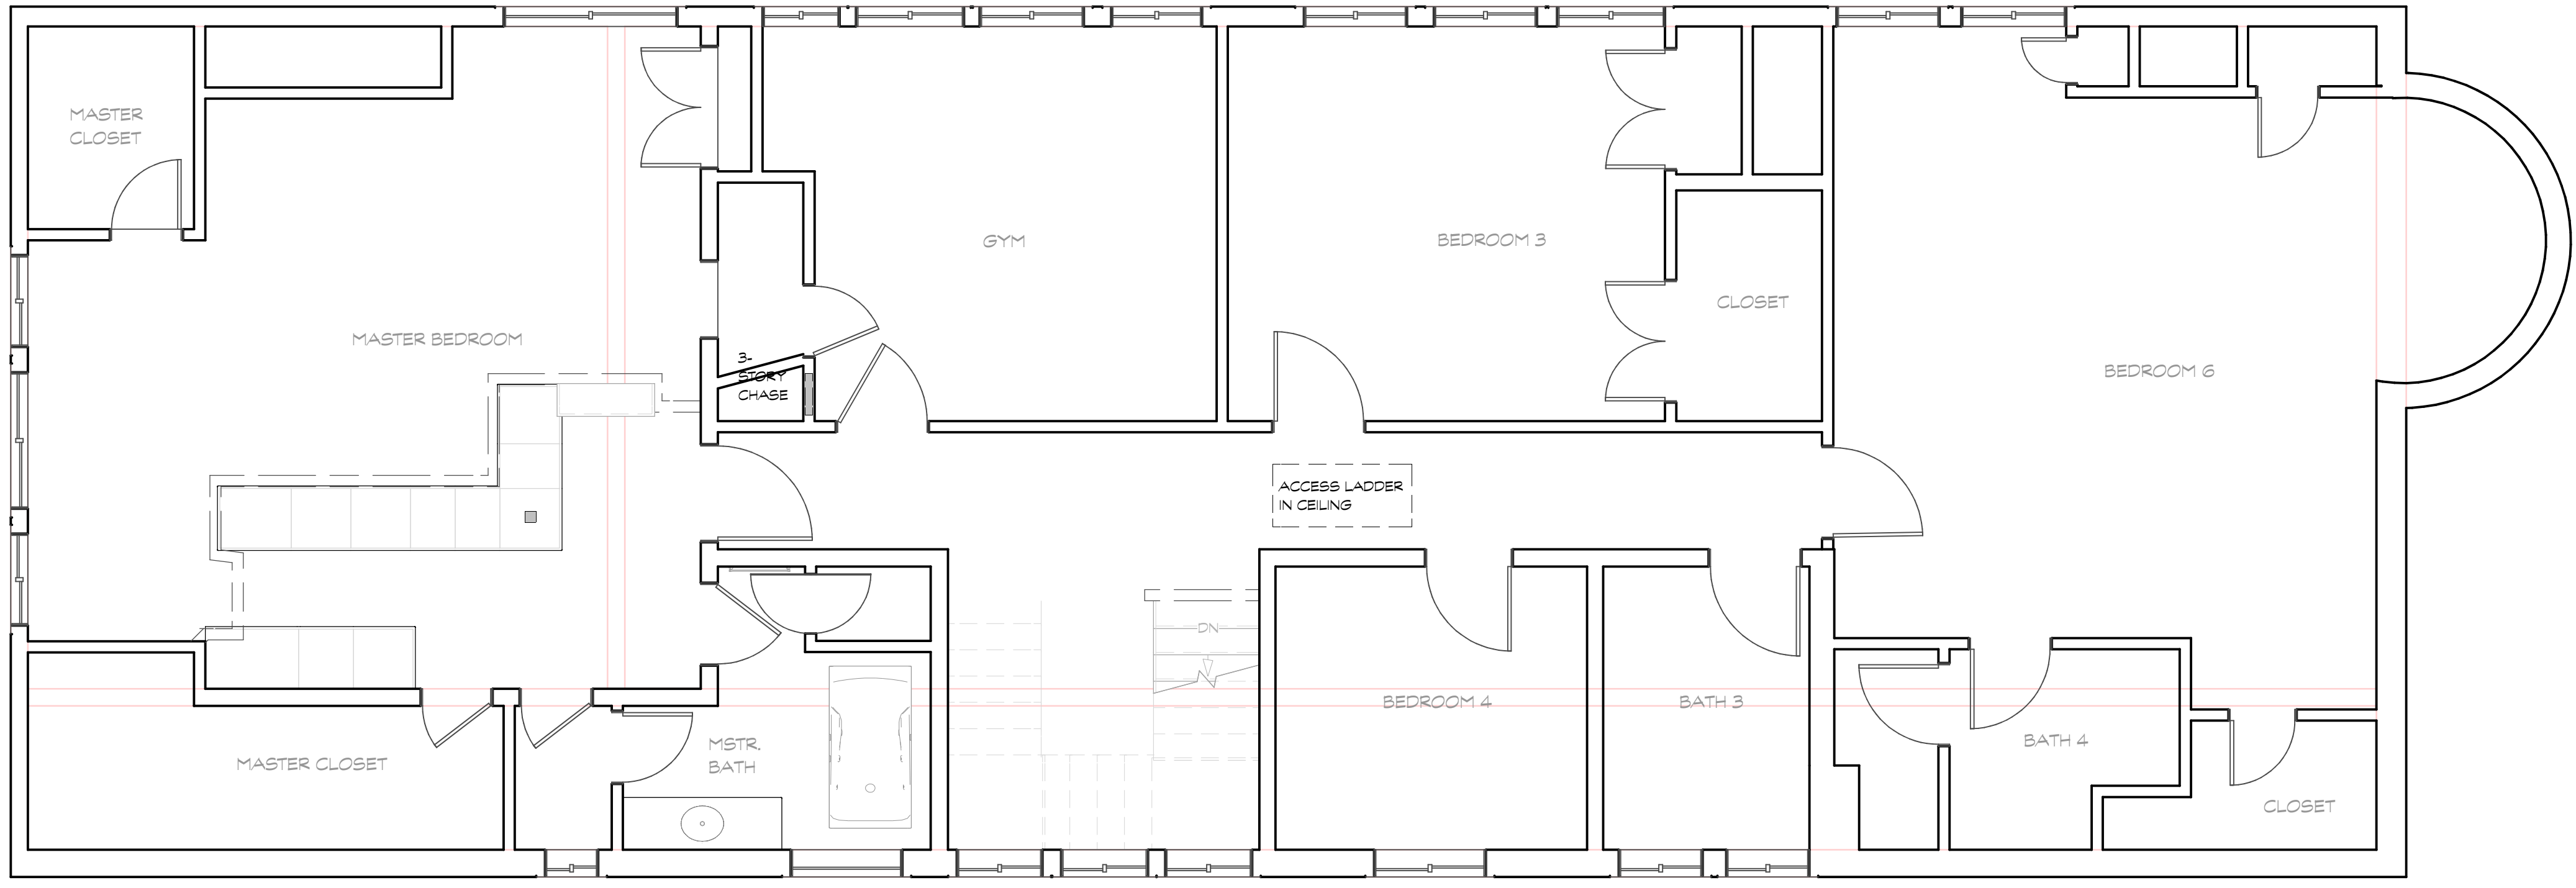 MASTER
CLOSET
GYM
BEDROOM 3
CLOSET
MASTER BEDROOM
3-
STORY
CHASE
BEDROOM 6
ACCESS LADDER
IN CEILING
DN
BEDROOM 4
BATH 3
MSTR.
BATH
BATH 4
MASTER CLOSET
CLOSET